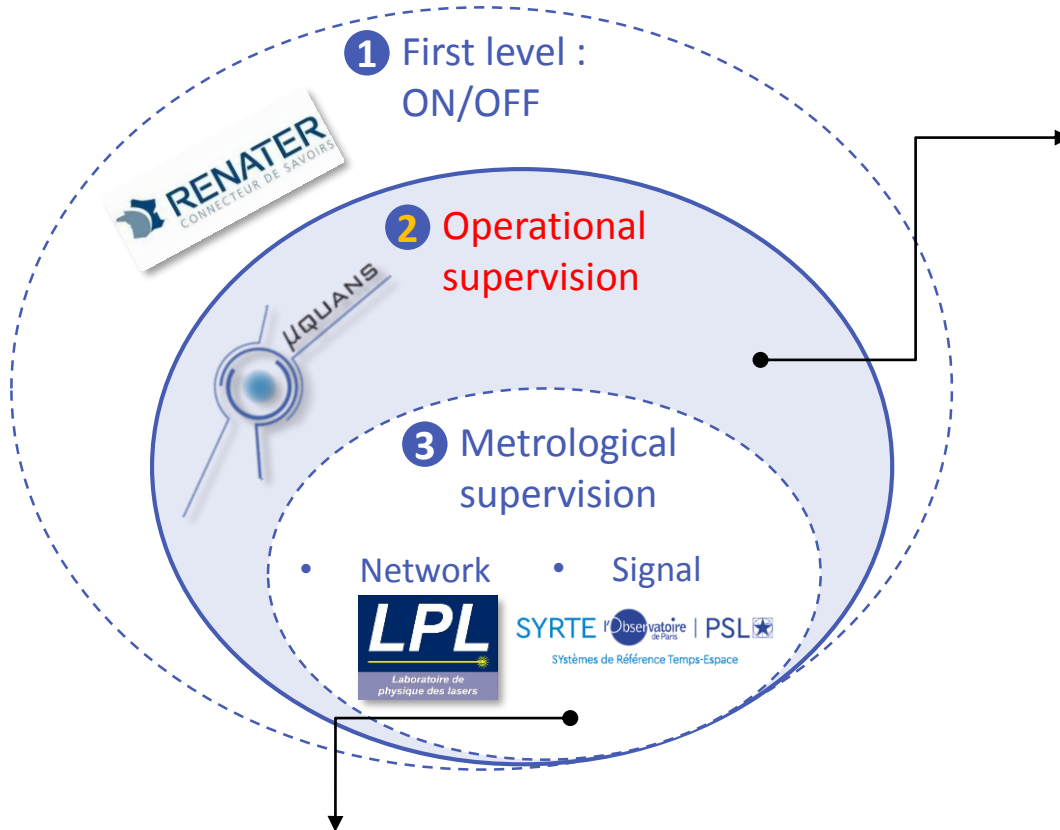 1 First level :
ON/OFF
RENATER
CONNECTEUR DE SAVOIRS
2 Operational
supervision
µQUANS
3 Metrological
supervision
• Network
• Signal
LPL
Laboratoire de
physique des lasers
SYRTE l'Observatoire de Paris | PSL
SYstèmes de Référence Temps-Espace